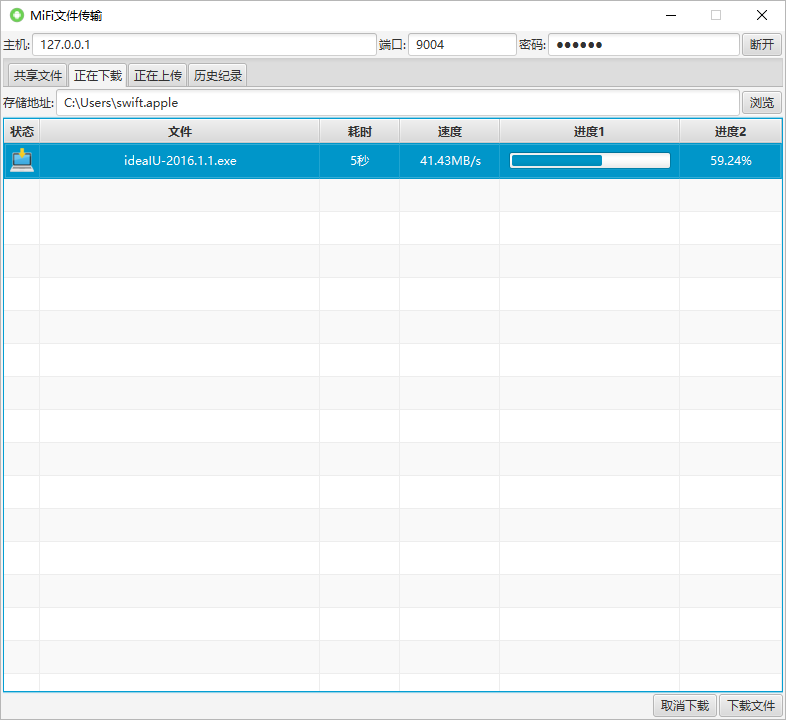 MiFi文件传输
主机: 127.0.0.1 端口: 9004 密码: ●●●●●● 断开
共享文件 正在下载 正在上传 历史纪录
存储地址: C:\Users\swift.apple 浏览
状态 文件 耗时 速度 进度1 进度2
ideaIU-2016.1.1.exe 5秒 41.43MB/s 59.24%
取消下载 下载文件